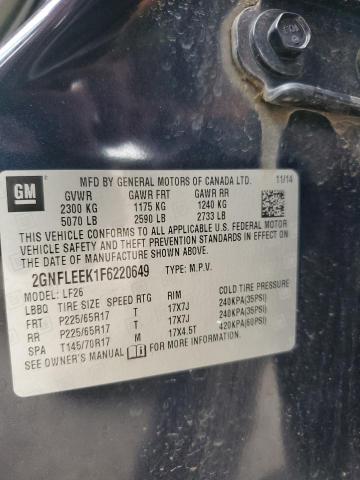 GM
MFD BY GENERAL MOTORS OF CANADA LTD. 11/14
GVWR GAWR FRT GAWR RR
2300 KG 1175 KG 1240 KG
5070 LB 2590 LB 2733 LB
THIS VEHICLE CONFORMS TO ALL APPLICABLE U.S. FEDERAL MOTOR
VEHICLE SAFETY AND THEFT PREVENTION STANDARDS IN EFFECT ON THE
DATE OF MANUFACTURE SHOWN ABOVE.
2GNFLEEK1F6220649 TYPE: M.P.V.
MODEL: LF26
LBBQ TIRE SIZE SPEED RTG RIM COLD TIRE PRESSURE
FRT P225/65R17 T 17X7J 240KPA(35PSI)
RR P225/65R17 T 17X7J 240KPA(35PSI)
SPA T145/70R17 M 17X4.5T 420KPA(60PSI)
SEE OWNER'S MANUAL FOR MORE INFORMATION.